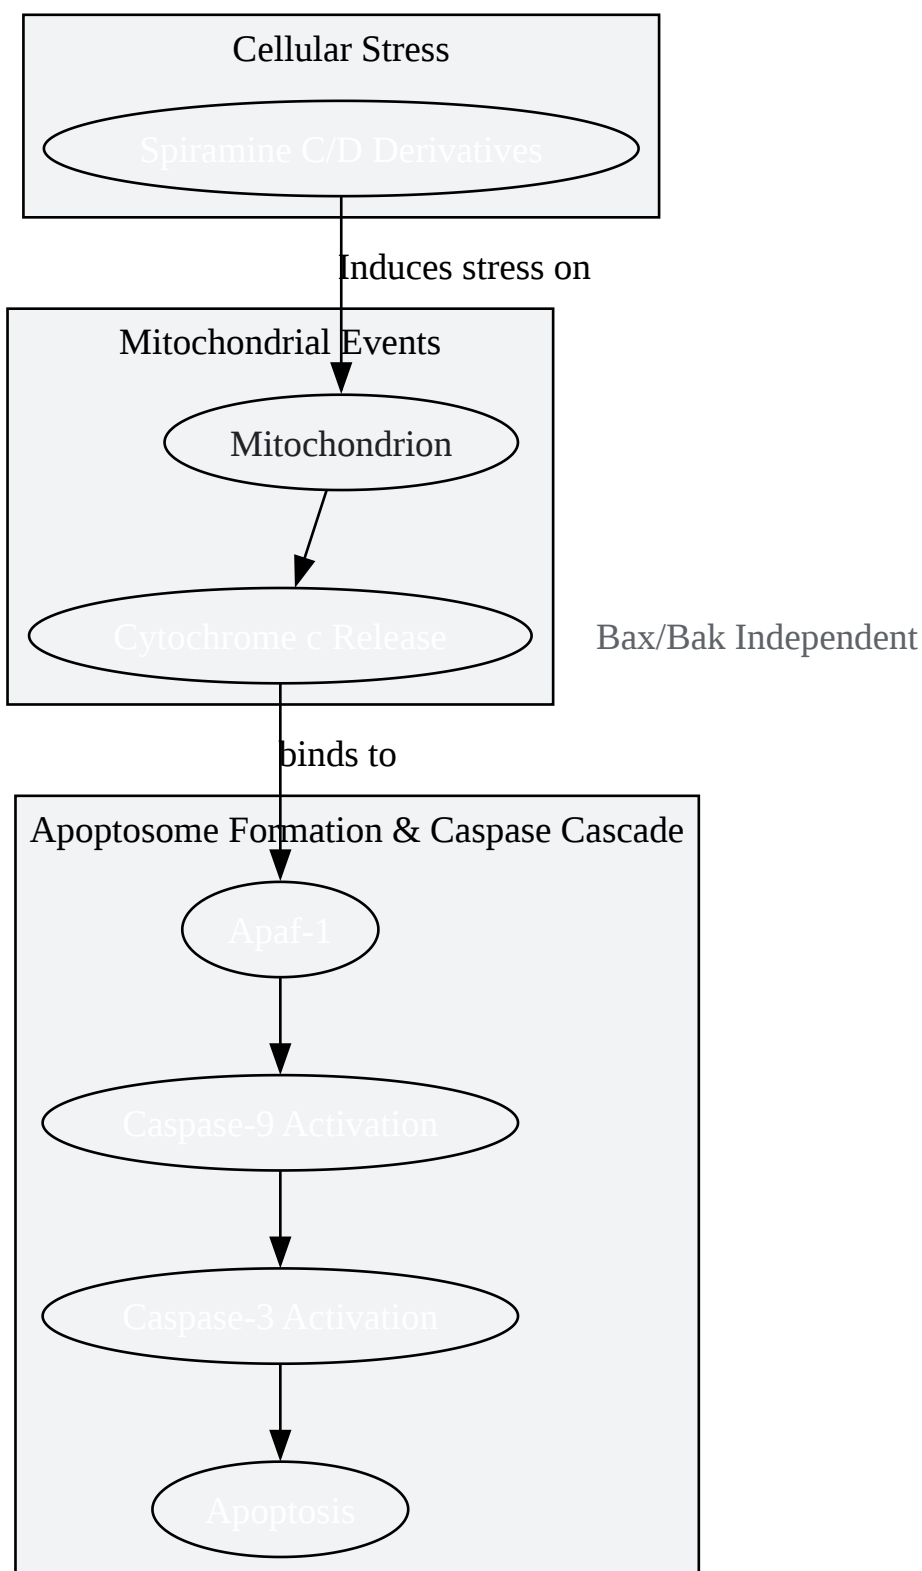 Cellular Stress
Spiramine C/D Derivatives
Induces stress on
Mitochondrial Events
Mitochondrion
Cytochrome c Release
Bax/Bak Independent
binds to
Apoptosome Formation & Caspase Cascade
Apaf-1
Caspase-9 Activation
Caspase-3 Activation
Apoptosis